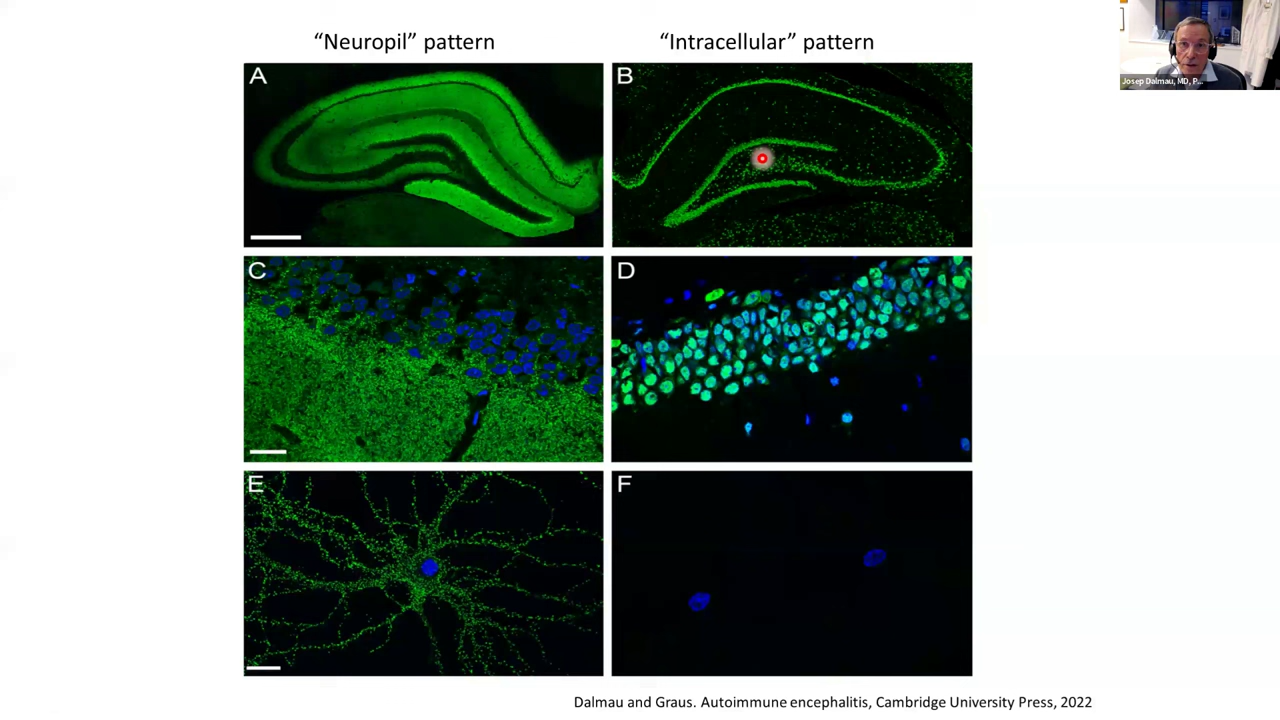 “Neuropil” pattern
“Intracellular” pattern
A
B
Josep Dalmau, MD, P...
C
D
E
F
Dalmau and Graus. Autoimmune encephalitis, Cambridge University Press, 2022